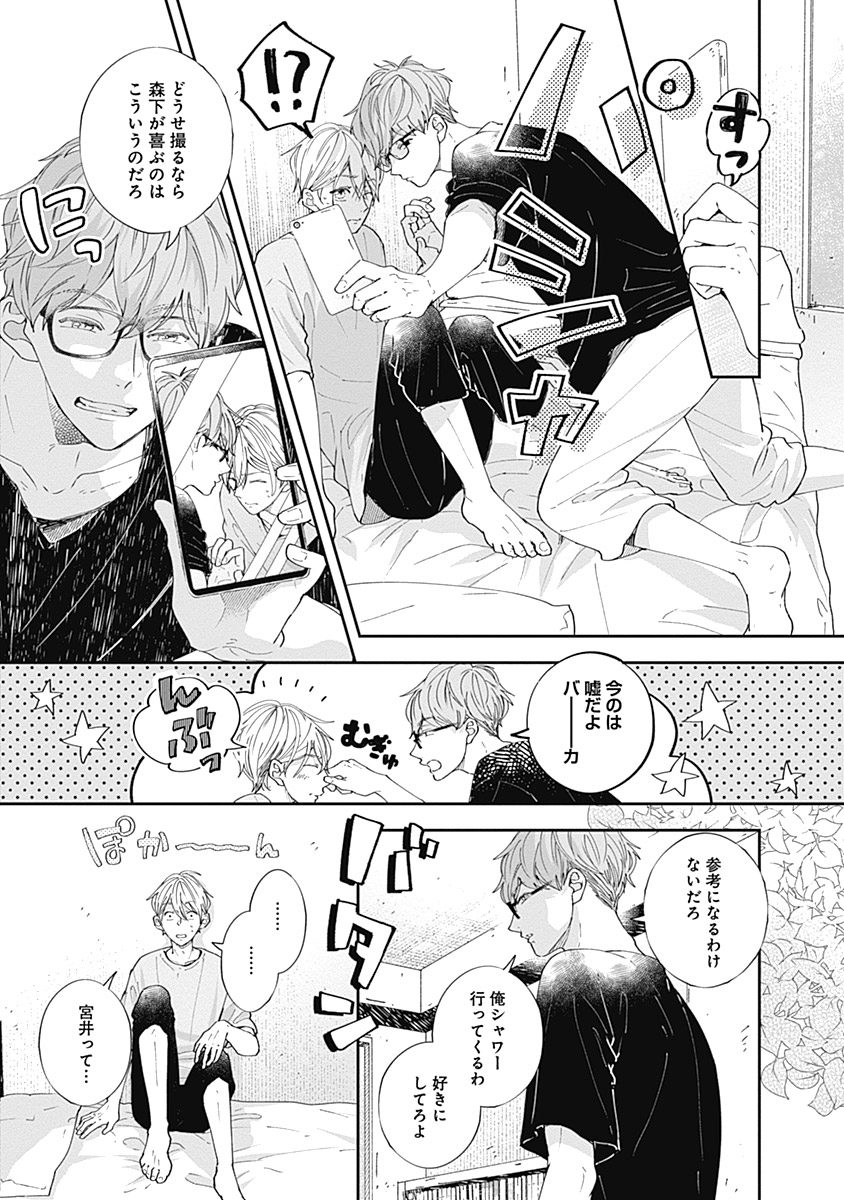 すっ
!?
パシャッ
どうせ撮るなら
森下が喜ぶのは
こういうのだろ
にっ
今のは
嘘だよ
バーーカ
むぎゅ
んぶっ
参考になるわけ
ないだろ
俺シャワー
行ってくるわ
好きに
してろよ
バタン
ぽかーーん
……
……
宮井って…